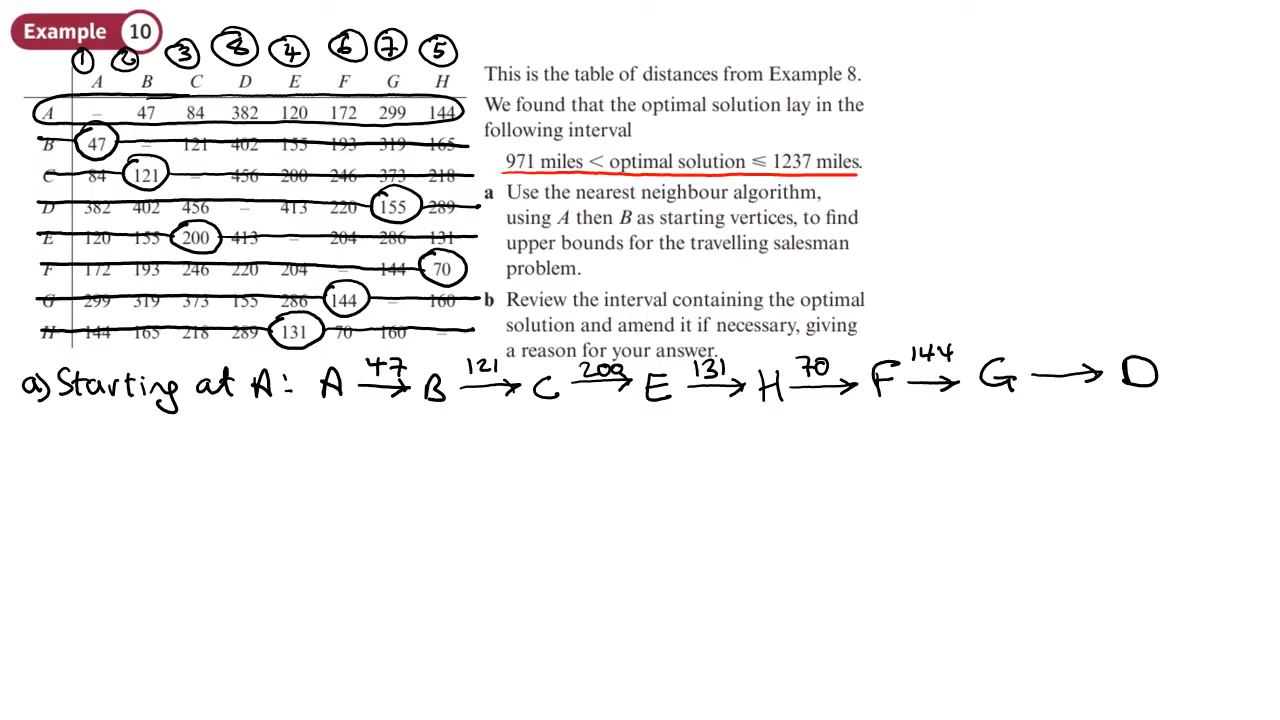 Example 10
① ② ③ ⑧ ④ ⑥ ⑦ ⑤
A B C D E F G H
A – 47 84 382 120 172 299 144
B 47 – 121 402 155 193 319 165
C 84 121 – 456 200 246 373 218
D 382 402 456 – 413 220 155 289
E 120 155 200 413 – 204 286 131
F 172 193 246 220 204 – 144 70
G 299 319 373 155 286 144 – 160
H 144 165 218 289 131 70 160 –
This is the table of distances from Example 8.
We found that the optimal solution lay in the
following interval
971 miles < optimal solution ⩽ 1237 miles.
a Use the nearest neighbour algorithm,
using A then B as starting vertices, to find
upper bounds for the travelling salesman
problem.
b Review the interval containing the optimal
solution and amend it if necessary, giving
a reason for your answer.
47 121 200 131 70 144
a) Starting at A: A → B → C → E → H → F → G → D